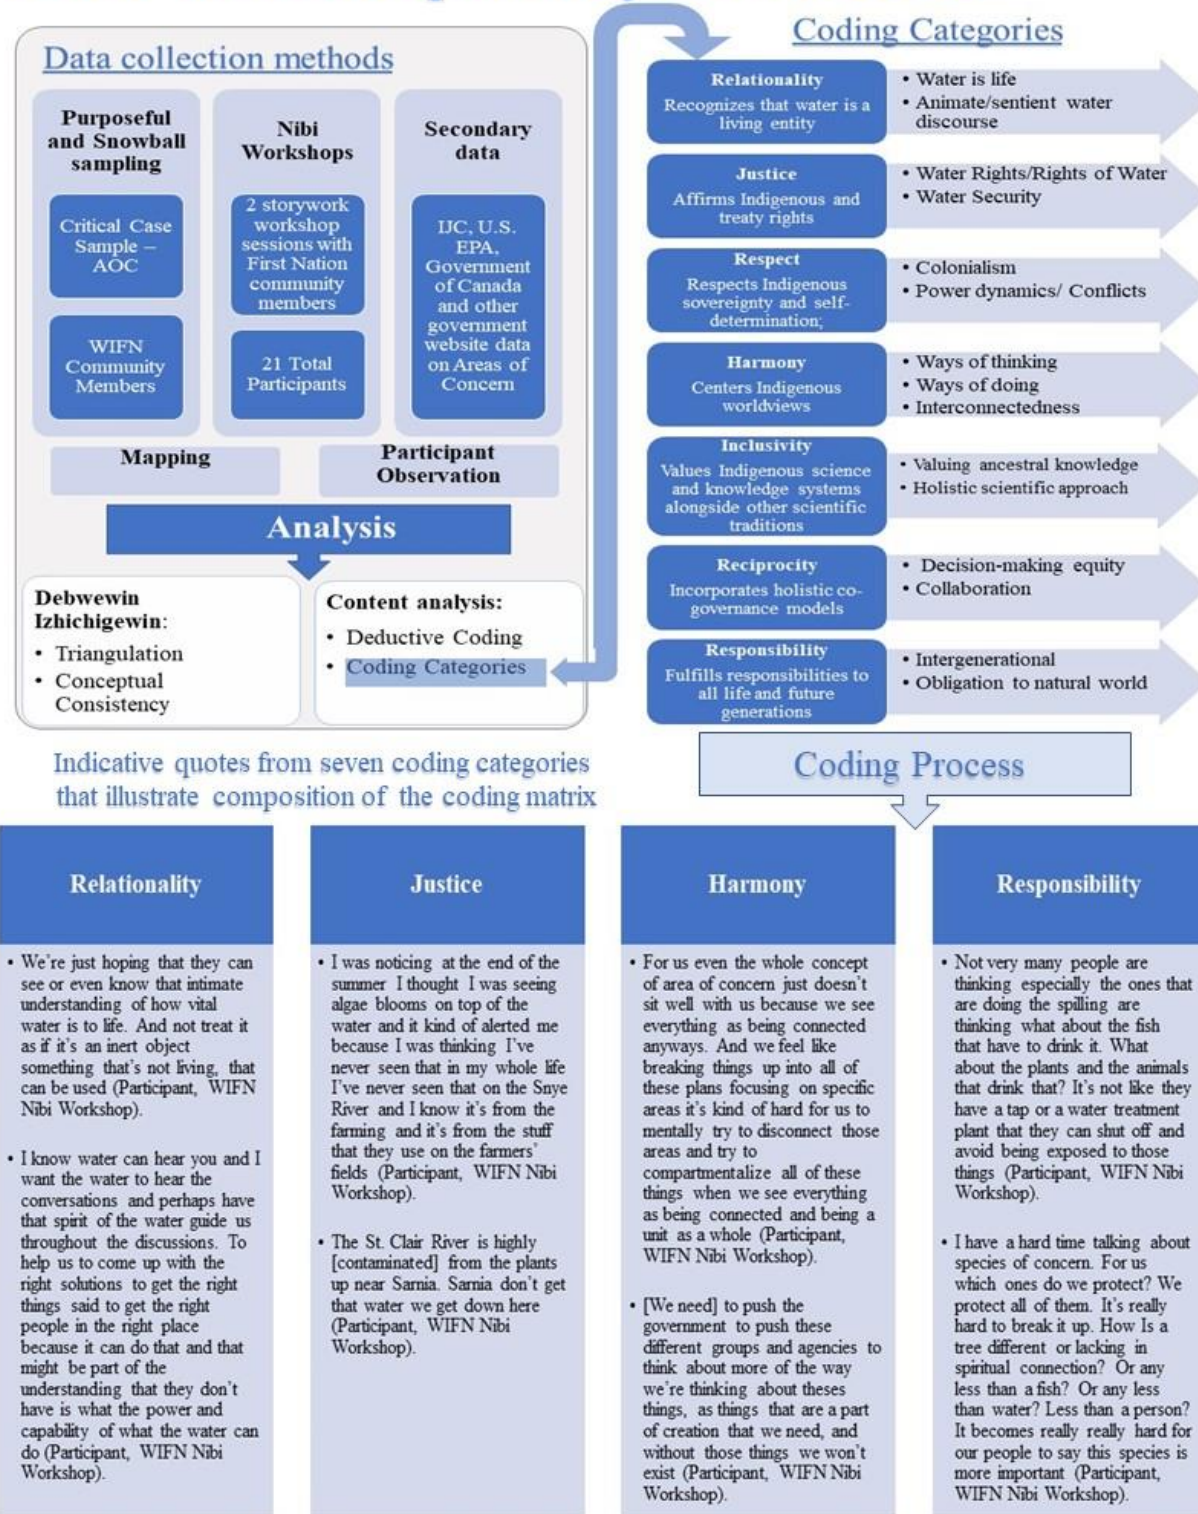 Data collection methods
Purposeful
and Snowball
sampling
Critical Case
Sample –
AOC
WIFN
Community
Members
Nibi
Workshops
2 storywork
workshop
sessions with
First Nation
community
members
21 Total
Participants
Secondary
data
IJC, U.S.
EPA,
Government
of Canada
and other
government
website data
on Areas of
Concern
Mapping
Participant
Observation
Analysis
Debwewin
Izhichigewin:
• Triangulation
• Conceptual
Consistency
Content analysis:
• Deductive Coding
• Coding Categories
Coding Categories
Relationality
Recognizes that water is a
living entity
• Water is life
• Animate/sentient water
discourse
Justice
Affirms Indigenous and
treaty rights
• Water Rights/Rights of Water
• Water Security
Respect
Respects Indigenous
sovereignty and self-
determination;
• Colonialism
• Power dynamics/ Conflicts
Harmony
Centers Indigenous
worldviews
• Ways of thinking
• Ways of doing
• Interconnectedness
Inclusivity
Values Indigenous science
and knowledge systems
alongside other scientific
traditions
• Valuing ancestral knowledge
• Holistic scientific approach
Reciprocity
Incorporates holistic co-
governance models
• Decision-making equity
• Collaboration
Responsibility
Fulfills responsibilities to
all life and future
generations
• Intergenerational
• Obligation to natural world
Indicative quotes from seven coding categories
that illustrate composition of the coding matrix
Coding Process
Relationality
• We're just hoping that they can
see or even know that intimate
understanding of how vital
water is to life. And not treat it
as if it's an inert object
something that's not living, that
can be used (Participant, WIFN
Nibi Workshop).
• I know water can hear you and I
want the water to hear the
conversations and perhaps have
that spirit of the water guide us
throughout the discussions. To
help us to come up with the
right solutions to get the right
things said to get the right
people in the right place
because it can do that and that
might be part of the
understanding that they don't
have is what the power and
capability of what the water can
do (Participant, WIFN Nibi
Workshop).
Justice
• I was noticing at the end of the
summer I thought I was seeing
algae blooms on top of the
water and it kind of alerted me
because I was thinking I've
never seen that in my whole life
I've never seen that on the Snye
River and I know it's from the
farming and it's from the stuff
that they use on the farmers'
fields (Participant, WIFN Nibi
Workshop).
• The St. Clair River is highly
[contaminated] from the plants
up near Sarnia. Sarnia don't get
that water we get down here
(Participant, WIFN Nibi
Workshop).
Harmony
• For us even the whole concept
of area of concern just doesn't
sit well with us because we see
everything as being connected
anyways. And we feel like
breaking things up into all of
these plans focusing on specific
areas it's kind of hard for us to
mentally try to disconnect those
areas and try to
compartmentalize all of these
things when we see everything
as being connected and being a
unit as a whole (Participant,
WIFN Nibi Workshop).
• [We need] to push the
government to push these
different groups and agencies to
think about more of the way
we're thinking about theses
things, as things that are a part
of creation that we need, and
without those things we won't
exist (Participant, WIFN Nibi
Workshop).
Responsibility
• Not very many people are
thinking especially the ones that
are doing the spilling are
thinking what about the fish
that have to drink it. What
about the plants and the animals
that drink that? It's not like they
have a tap or a water treatment
plant that they can shut off and
avoid being exposed to those
things (Participant, WIFN Nibi
Workshop).
• I have a hard time talking about
species of concern. For us
which ones do we protect? We
protect all of them. It's really
hard to break it up. How Is a
tree different or lacking in
spiritual connection? Or any
less than a fish? Or any less
than water? Less than a person?
It becomes really really hard for
our people to say this species is
more important (Participant,
WIFN Nibi Workshop).